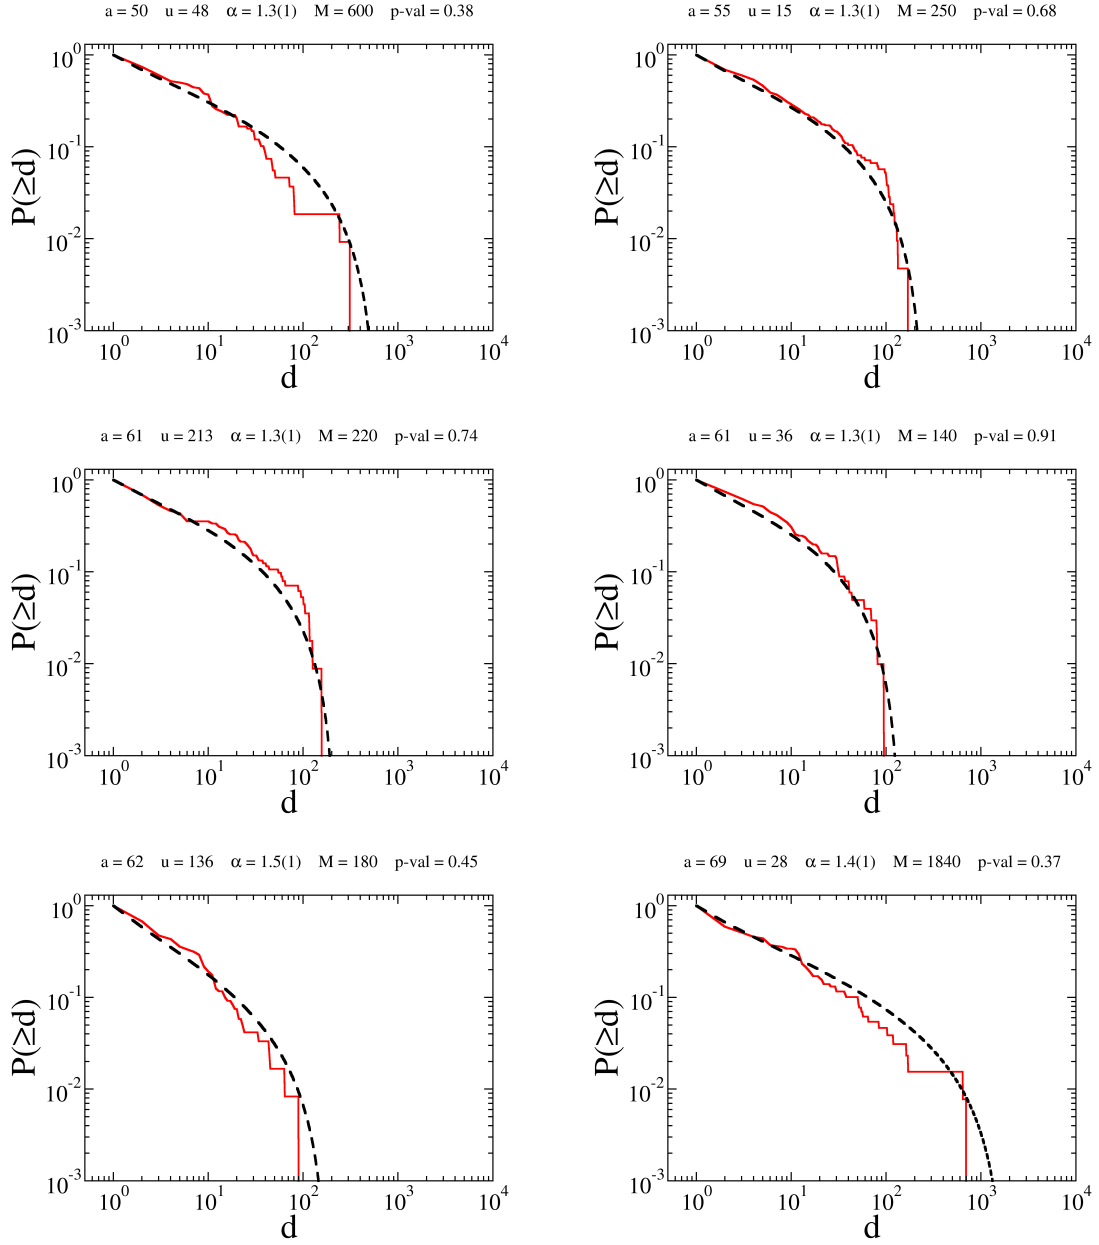 a = 50 u = 48 α = 1.3(1) M = 600 p-val = 0.38
10^0
10^-1
10^-2
10^-3
P(≥d)
10^0 10^1 10^2 10^3 10^4
d
a = 55 u = 15 α = 1.3(1) M = 250 p-val = 0.68
10^0
10^-1
10^-2
10^-3
P(≥d)
10^0 10^1 10^2 10^3 10^4
d
a = 61 u = 213 α = 1.3(1) M = 220 p-val = 0.74
10^0
10^-1
10^-2
10^-3
P(≥d)
10^0 10^1 10^2 10^3 10^4
d
a = 61 u = 36 α = 1.3(1) M = 140 p-val = 0.91
10^0
10^-1
10^-2
10^-3
P(≥d)
10^0 10^1 10^2 10^3 10^4
d
a = 62 u = 136 α = 1.5(1) M = 180 p-val = 0.45
10^0
10^-1
10^-2
10^-3
P(≥d)
10^0 10^1 10^2 10^3 10^4
d
a = 69 u = 28 α = 1.4(1) M = 1840 p-val = 0.37
10^0
10^-1
10^-2
10^-3
P(≥d)
10^0 10^1 10^2 10^3 10^4
d